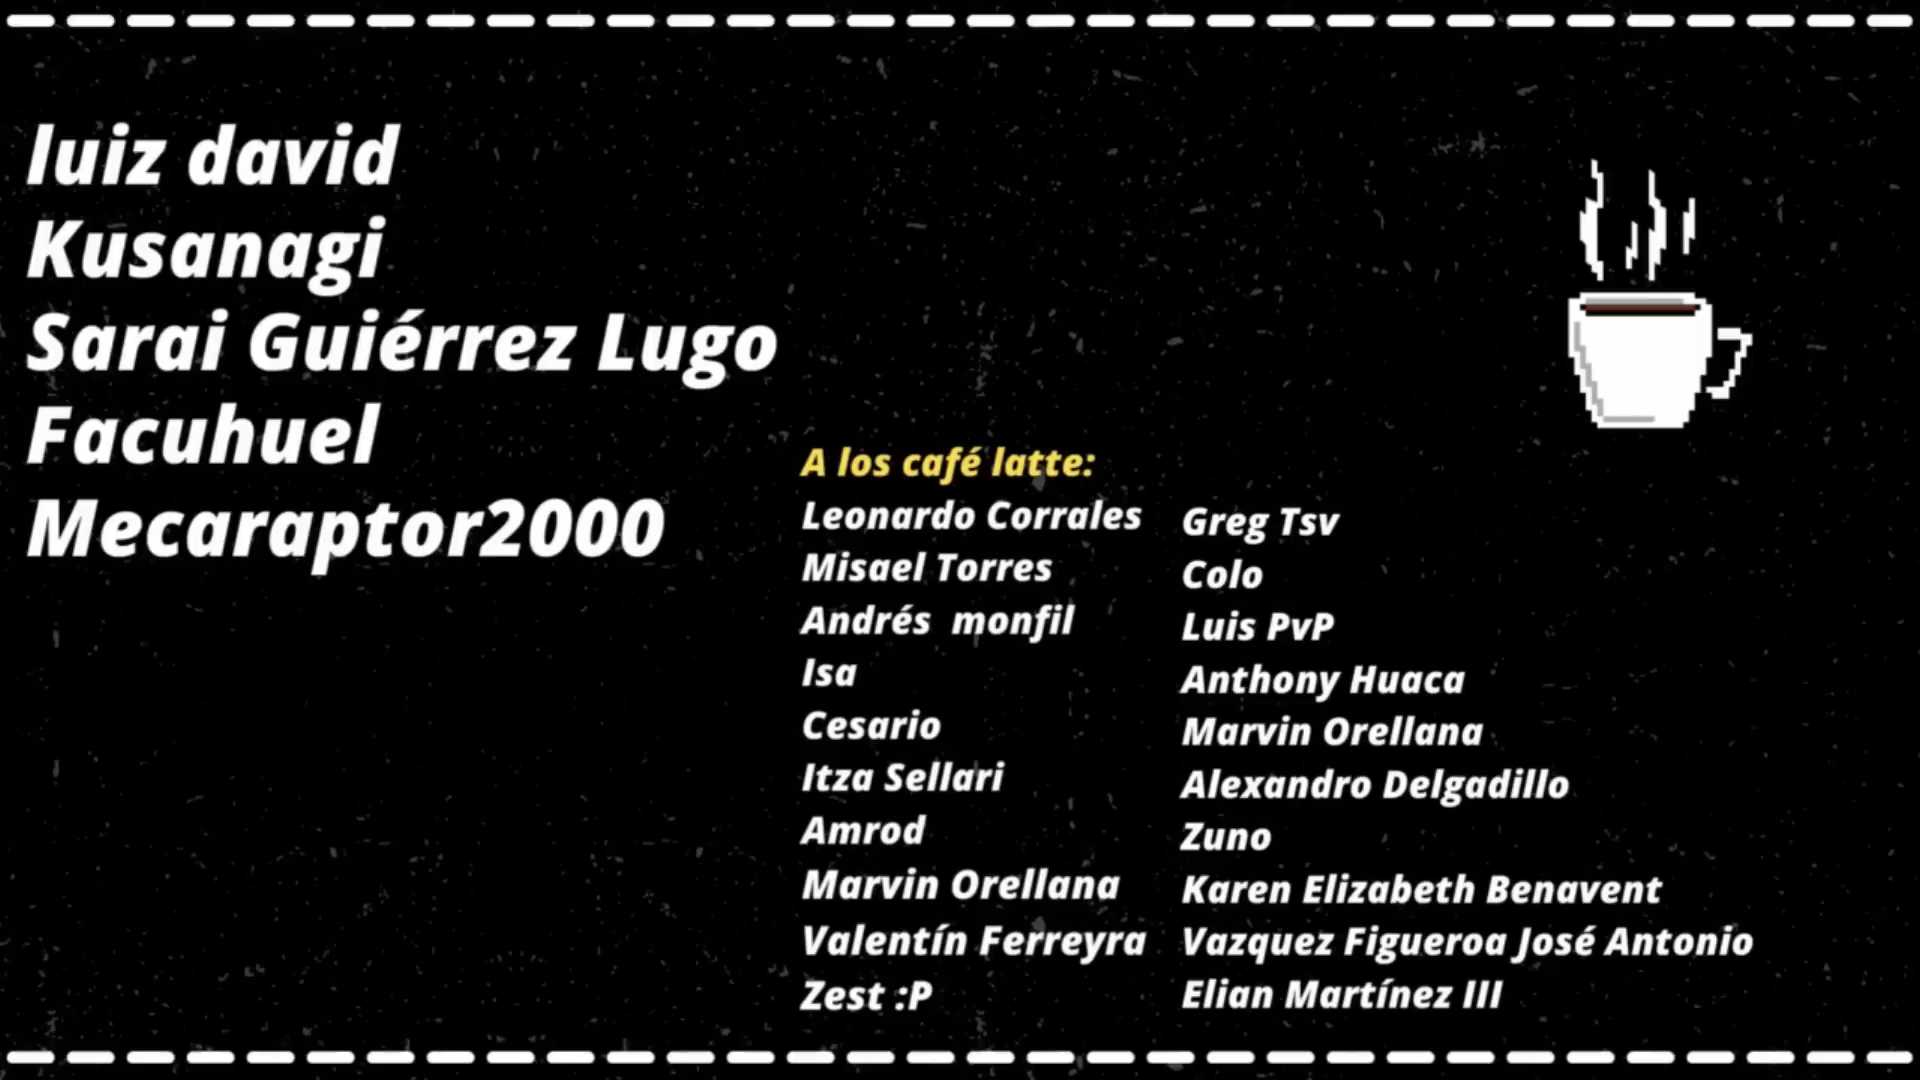 luiz david
Kusanagi
Sarai Guiérrez Lugo
Facuhuel
Mecaraptor2000
A los café latte:
Leonardo Corrales
Misael Torres
Andrés  monfil
Isa
Cesario
Itza Sellari
Amrod
Marvin Orellana
Valentín Ferreyra
Zest :P
Greg Tsv
Colo
Luis PvP
Anthony Huaca
Marvin Orellana
Alexandro Delgadillo
Zuno
Karen Elizabeth Benavent
Vazquez Figueroa José Antonio
Elian Martínez III